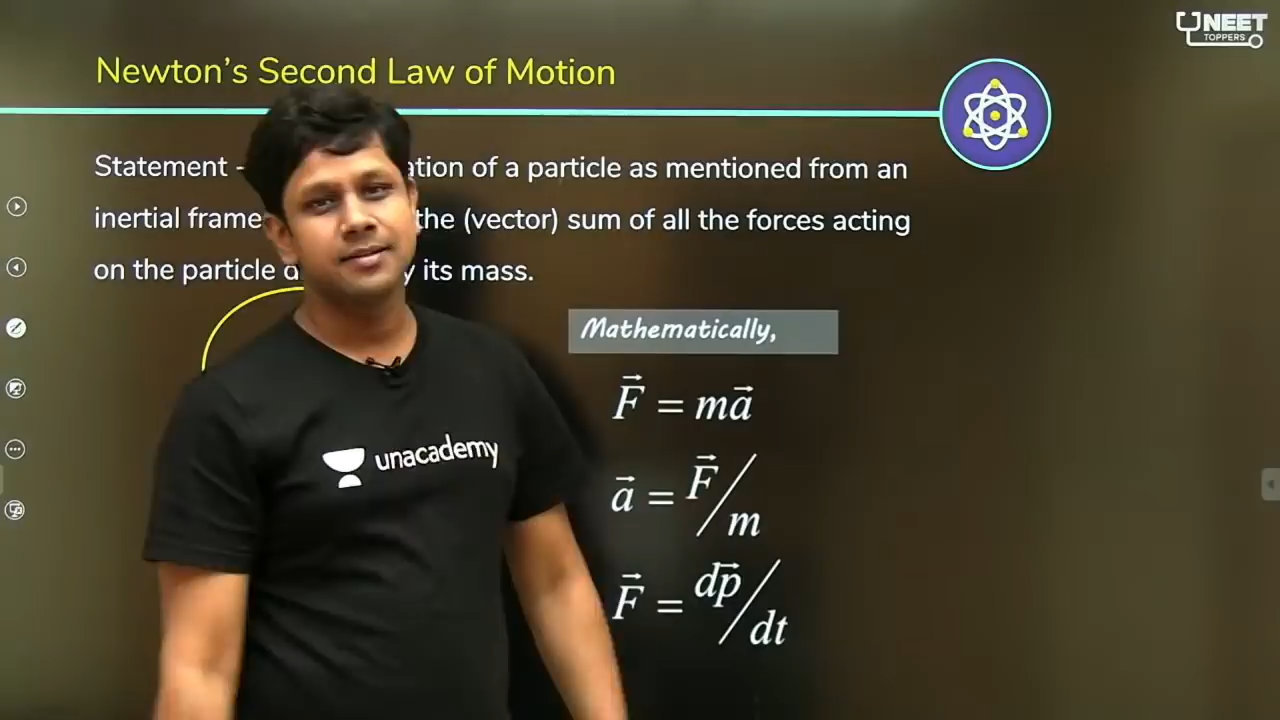 UNEET
TOPPERS
Newton's Second Law of Motion
Statement - ation of a particle as mentioned from an
inertial frame the (vector) sum of all the forces acting
on the particle d y its mass.
Mathematically,
F⃗ = ma⃗
a⃗ = F⃗/m
F⃗ = dp⃗/dt
unacademy